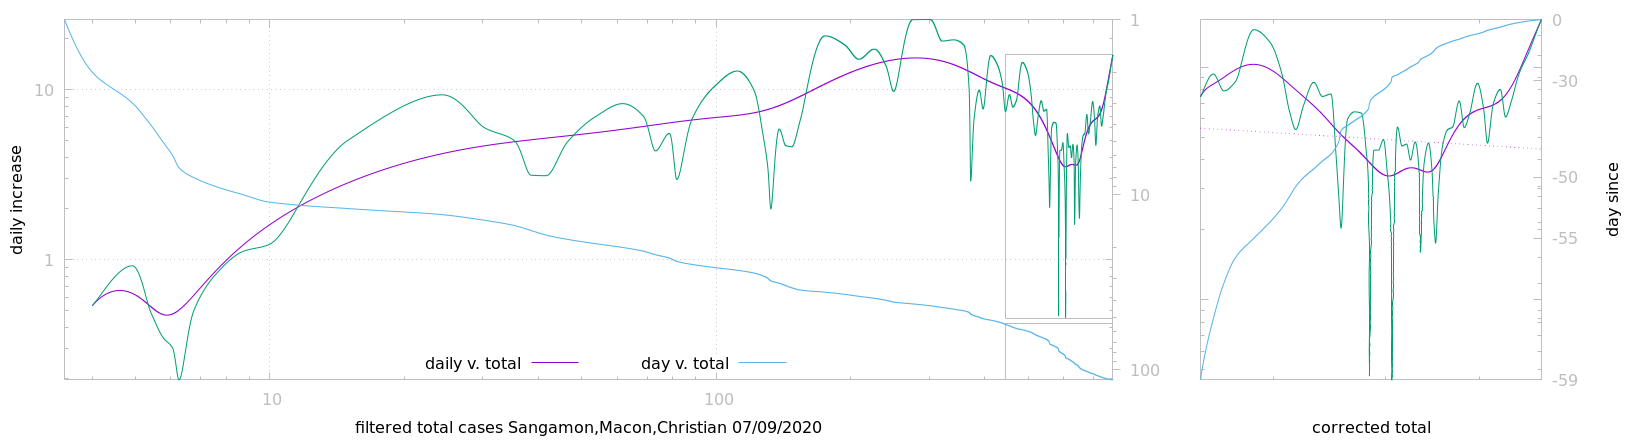 daily increase
10
1
daily v. total
day v. total
1
10
100
10
100
filtered total cases Sangamon,Macon,Christian 07/09/2020
0
-30
-50
-55
-59
day since
corrected total